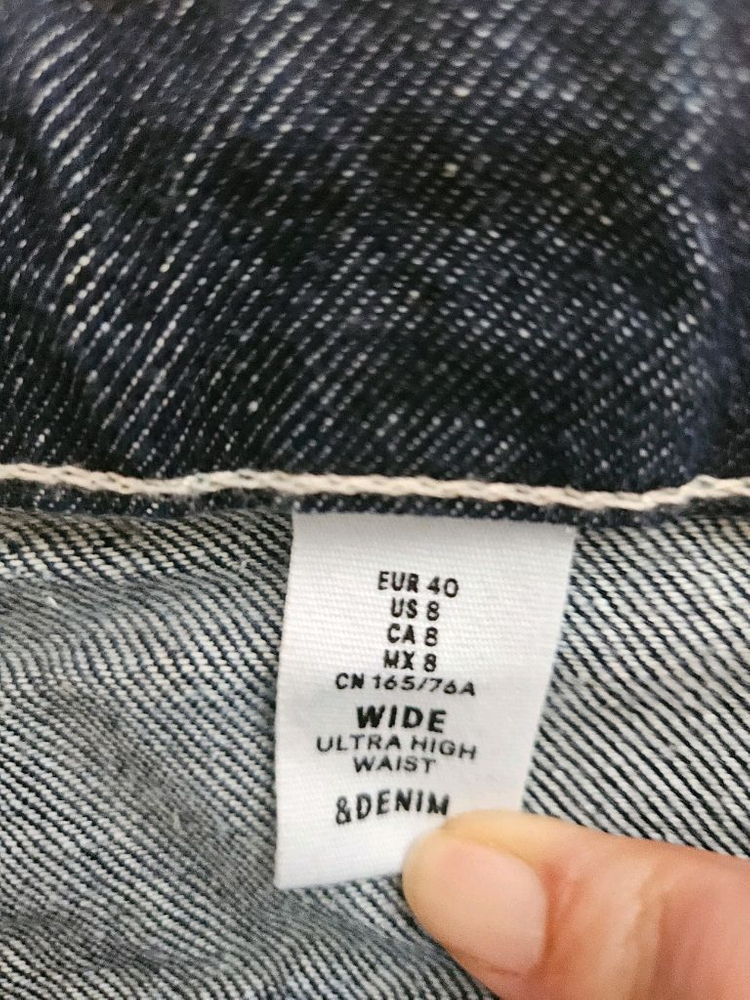 EUR 40
US 8
CA 8
MX 8
CN 165/76A
WIDE
ULTRA HIGH
WAIST
&DENIM